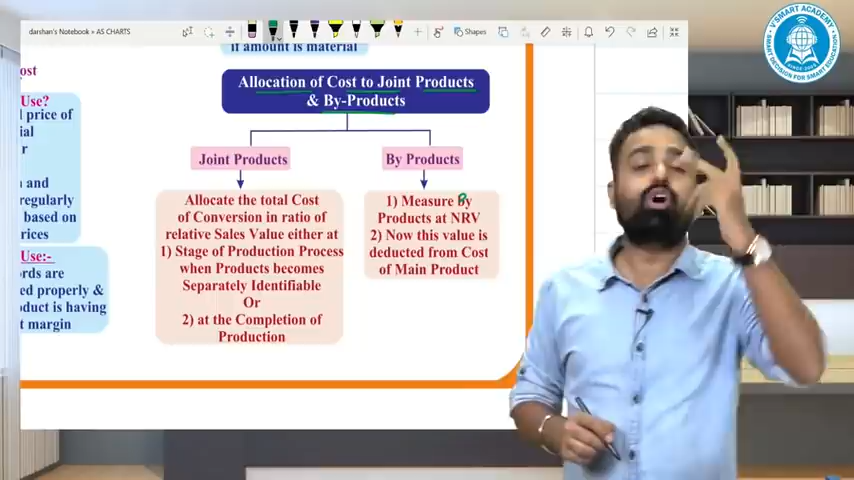 darshan's Notebook » AS CHARTS
Shapes
V'SMART ACADEMY
SMART DECISION FOR SMART EDUCATION
SINCE 2015
if amount is material
ost
Use?
l price of
ial
r
and
regularly
based on
rices
Use:-
rds are
ed properly &
oduct is having
t margin
Allocation of Cost to Joint Products
& By-Products
Joint Products
By Products
Allocate the total Cost
of Conversion in ratio of
relative Sales Value either at
1) Stage of Production Process
when Products becomes
Separately Identifiable
Or
2) at the Completion of
Production
1) Measure by
Products at NRV
2) Now this value is
deducted from Cost
of Main Product